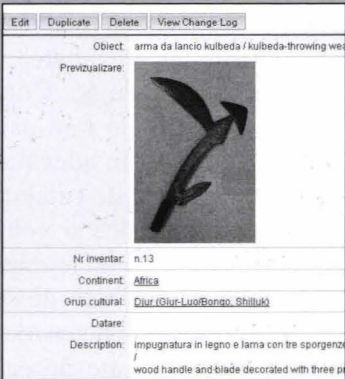 Edit Duplicate Delete View Change Log
Obiect: arma da lancio kulbeda / kulbeda-throwing wea
Previzualizare:
Nr inventar: n.13
Continent: Africa
Grup cultural: Djur (Giur-Luo/Bongo, Shilluk)
Datare:
Description: impugnatura in legno e lama con tre sporgenze
/
wood handle and blade decorated with three pr